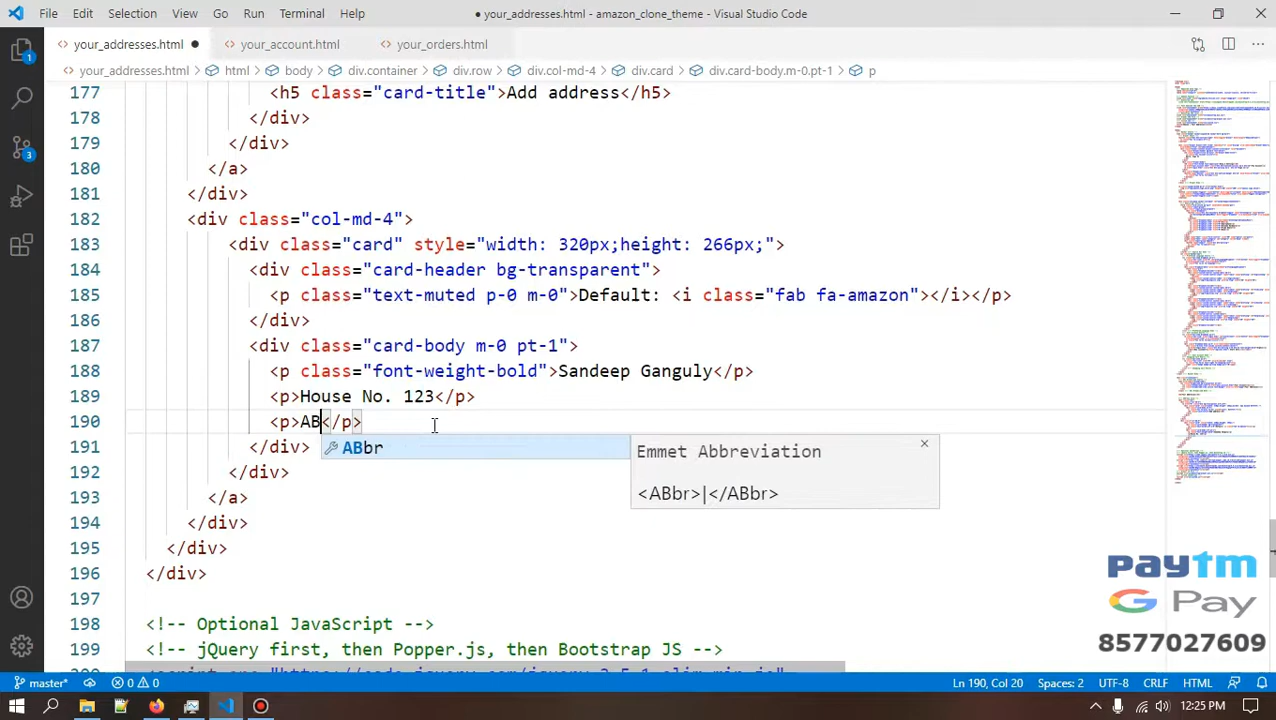 File Edit Selection View Go Run Terminal Help
● your_addresses.html - amazon_clone_theme - Visual Studio Code
<> your_addresses.html ● <> your_account.html <> your_orders.html
<> your_addresses.html > html > body > div.container > div.row > div.col-md-4 > div.card > div.card-body.m-0.pt-1 > p
177 <h5 class="card-title">Add address</h5>
178 </div>
179 </div>
180 </a>
181 </div>
182 <div class="col-md-4">
183 <div class="card" style="width: 320px;height: 266px;">
184 <div class="card-header bg-transparent">
185 <p class="text-muted p-0 m-0">Default: <i class="fab fa-amazon"></i></p>
186 </div>
187 <div class="card-body m-0 pt-1">
188 <p class="font-weight-bold">Sandeep Ganguly</p>
189 <p>House No. 123</p>
190 <p>AB</p>
191 </div>
ABbr
Emmet Abbreviation
<ABbr>|</ABbr>
192 </div>
193 </a>
194 </div>
195 </div>
196 </div>
197
198 <!-- Optional JavaScript -->
199 <!-- jQuery first, then Popper.js, then Bootstrap JS -->
paytm
G Pay
8577027609
master* 0 0 Ln 190, Col 20 Spaces: 2 UTF-8 CRLF HTML
12:25 PM
1
3